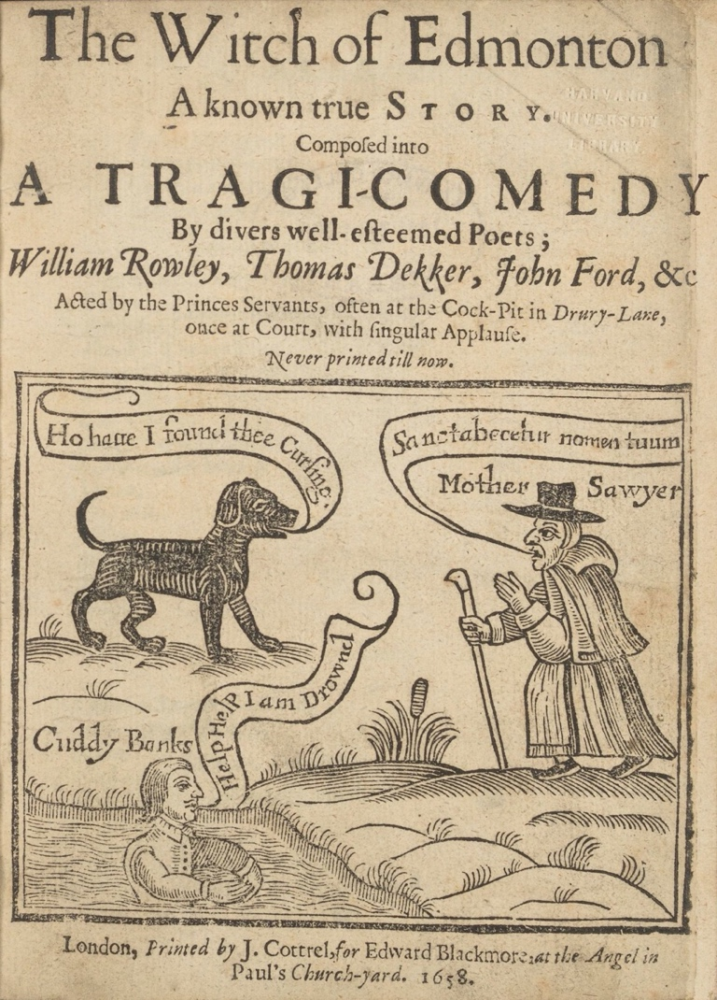 The Witch of Edmonton
A known true STORY.
Compoſed into
A TRAGI-COMEDY
By divers well-eſteemed Poets;
William Rowley, Thomas Dekker, John Ford, &c
Acted by the Princes Servants, often at the Cock-Pit in Drury-Lane,
once at Court, with ſingular Applauſe.
Never printed till now.
Ho haue I found thee Curſing.
Sanctabecetur nomen tuum
Mother Sawyer
Help Help I am Drownd
Cuddy Banks
London, Printed by J. Cottrel, for Edward Blackmore, at the Angel in
Paul's Church-yard. 1658.
HARVARD
UNIVERSITY
LIBRARY